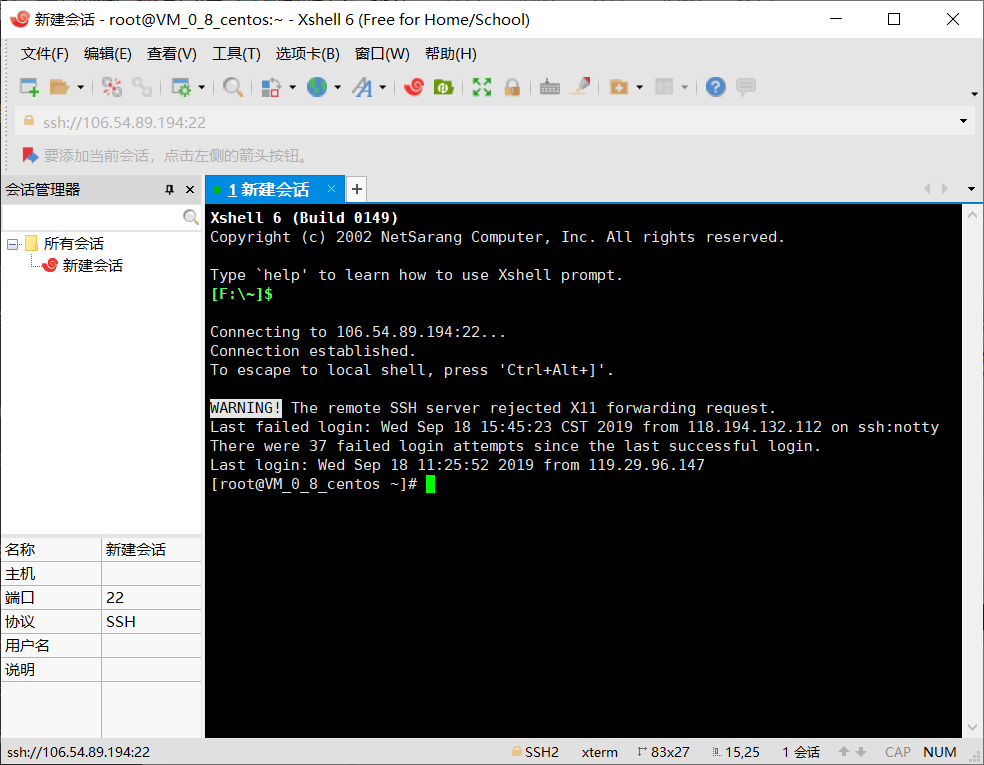 新建会话 - root@VM_0_8_centos:~ - Xshell 6 (Free for Home/School)
文件(F) 编辑(E) 查看(V) 工具(T) 选项卡(B) 窗口(W) 帮助(H)
ssh://106.54.89.194:22
要添加当前会话，点击左侧的箭头按钮。
会话管理器
1 新建会话
所有会话
新建会话
Xshell 6 (Build 0149)
Copyright (c) 2002 NetSarang Computer, Inc. All rights reserved.
Type `help' to learn how to use Xshell prompt.
[F:\~]$
Connecting to 106.54.89.194:22...
Connection established.
To escape to local shell, press 'Ctrl+Alt+]'.
WARNING! The remote SSH server rejected X11 forwarding request.
Last failed login: Wed Sep 18 15:45:23 CST 2019 from 118.194.132.112 on ssh:notty
There were 37 failed login attempts since the last successful login.
Last login: Wed Sep 18 11:25:52 2019 from 119.29.96.147
[root@VM_0_8_centos ~]#
名称 新建会话
主机
端口 22
协议 SSH
用户名
说明
ssh://106.54.89.194:22 SSH2 xterm 83x27 15,25 1 会话 CAP NUM